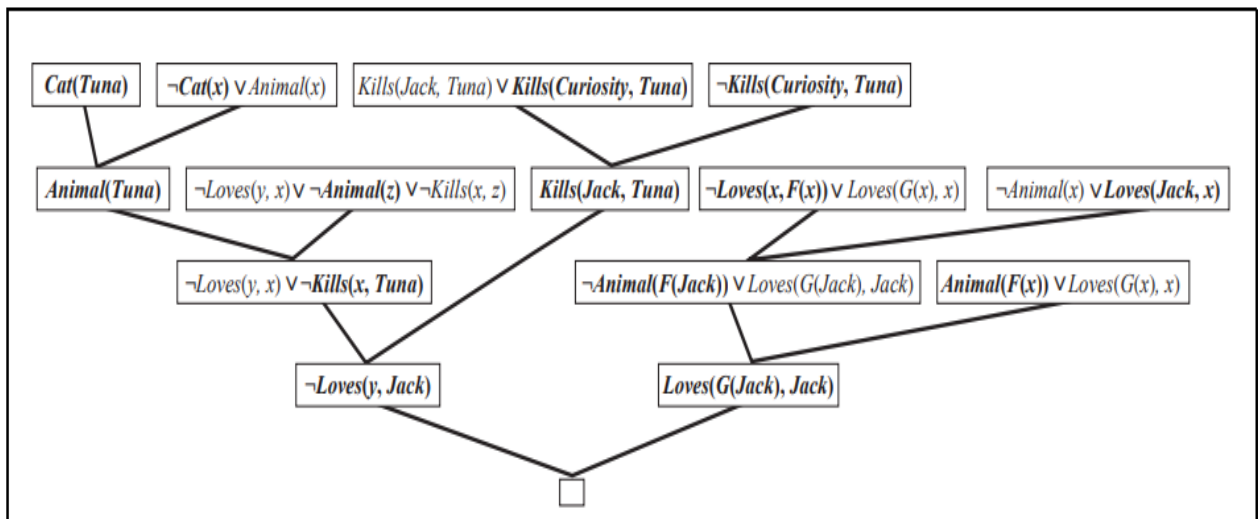 Cat(Tuna) ¬Cat(x) ∨ Animal(x) Kills(Jack, Tuna) ∨ Kills(Curiosity, Tuna) ¬Kills(Curiosity, Tuna)
Animal(Tuna) ¬Loves(y, x) ∨ ¬Animal(z) ∨ ¬Kills(x, z) Kills(Jack, Tuna) ¬Loves(x, F(x)) ∨ Loves(G(x), x) ¬Animal(x) ∨ Loves(Jack, x)
¬Loves(y, x) ∨ ¬Kills(x, Tuna) ¬Animal(F(Jack)) ∨ Loves(G(Jack), Jack) Animal(F(x)) ∨ Loves(G(x), x)
¬Loves(y, Jack) Loves(G(Jack), Jack)